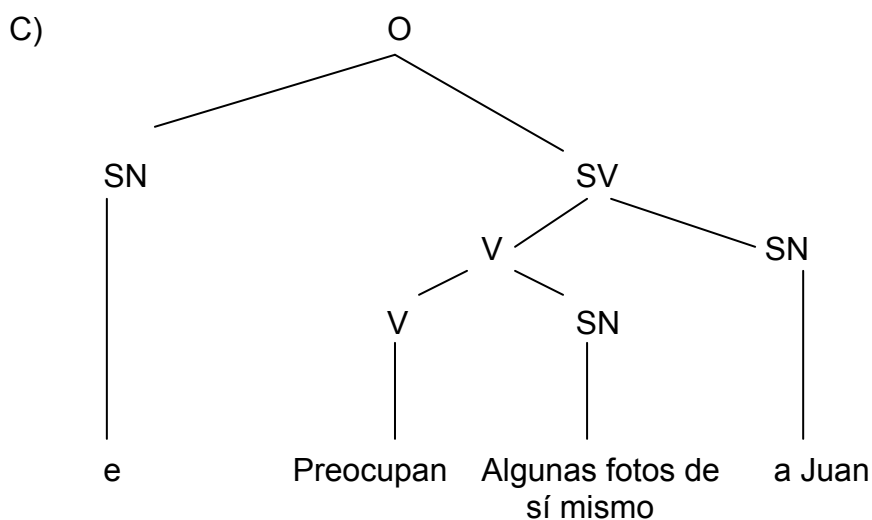 C) O
SN SV
V SN
V SN
e Preocupan Algunas fotos de a Juan
sí mismo